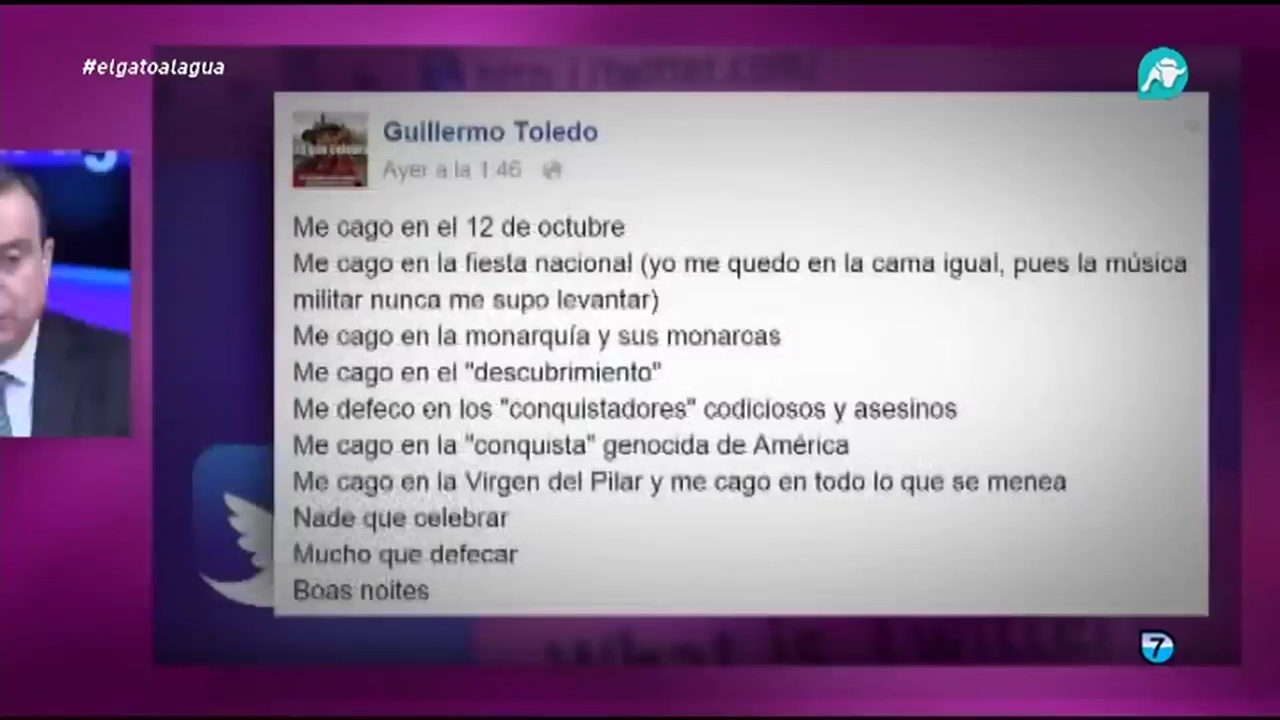 #elgatoalagua
Guillermo Toledo
Ayer a la 1:46
Me cago en el 12 de octubre
Me cago en la fiesta nacional (yo me quedo en la cama igual, pues la música
militar nunca me supo levantar)
Me cago en la monarquía y sus monarcas
Me cago en el "descubrimiento"
Me defeco en los "conquistadores" codiciosos y asesinos
Me cago en la "conquista" genocida de América
Me cago en la Virgen del Pilar y me cago en todo lo que se menea
Nade que celebrar
Mucho que defecar
Boas noites
7